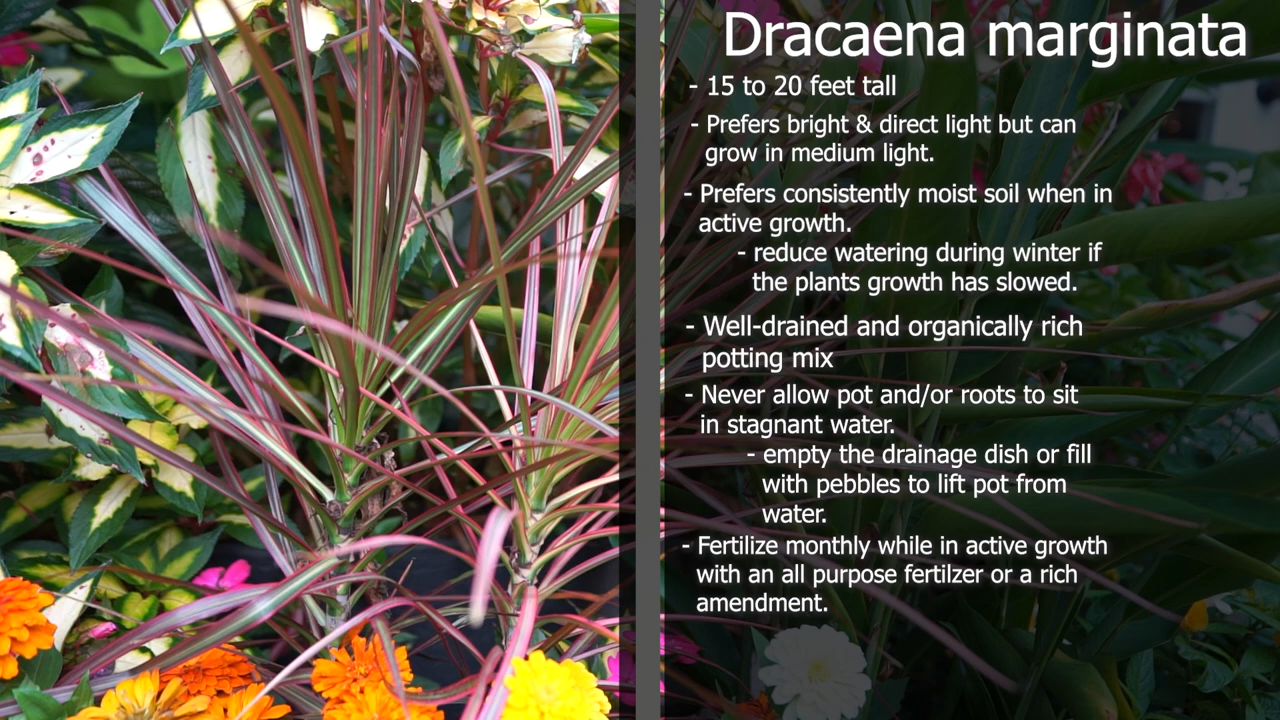 Dracaena marginata
- 15 to 20 feet tall
- Prefers bright & direct light but can
grow in medium light.
- Prefers consistently moist soil when in
active growth.
- reduce watering during winter if
the plants growth has slowed.
- Well-drained and organically rich
potting mix
- Never allow pot and/or roots to sit
in stagnant water.
- empty the drainage dish or fill
with pebbles to lift pot from
water.
- Fertilize monthly while in active growth
with an all purpose fertilzer or a rich
amendment.